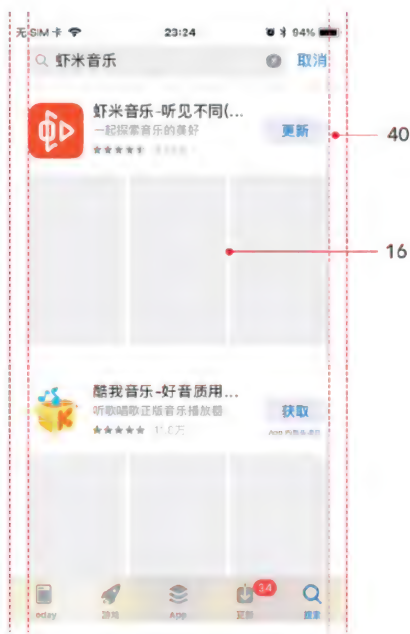 无 SIM 卡 23:24 94%
虾米音乐 取消
虾米音乐-听见不同(...
一起探索音乐的美好
更新
40
16
酷我音乐-好音质用...
听歌唱歌正版音乐播放器
获取
oday 游戏 App 更新 34 搜索